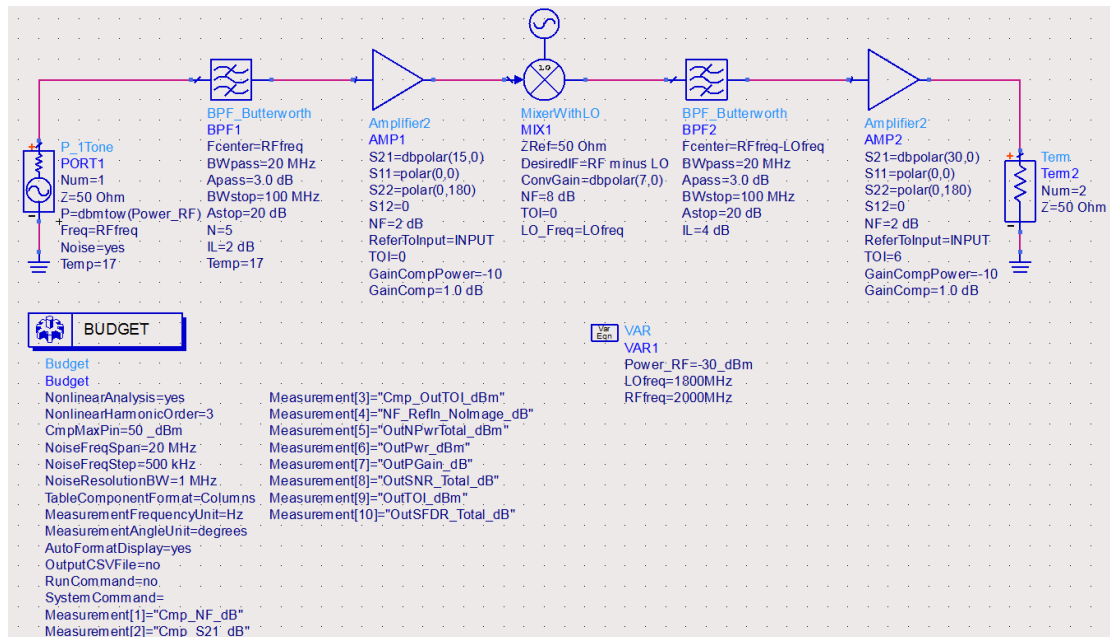 LO
P_1Tone
PORT1
Num=1
Z=50 Ohm
P=dbmtow(Power_RF)
Freq=RFfreq
Noise=yes
Temp=17
BPF_Butterworth
BPF1
Fcenter=RFfreq
BWpass=20 MHz
Apass=3.0 dB
BWstop=100 MHz
Astop=20 dB
N=5
IL=2 dB
Temp=17
Amplifier2
AMP1
S21=dbpolar(15,0)
S11=polar(0,0)
S22=polar(0,180)
S12=0
NF=2 dB
ReferToInput=INPUT
TOI=0
GainCompPower=-10
GainComp=1.0 dB
MixerWithLO
MIX1
ZRef=50 Ohm
DesiredIF=RF minus LO
ConvGain=dbpolar(7,0)
NF=8 dB
TOI=0
LO_Freq=LOfreq
BPF_Butterworth
BPF2
Fcenter=RFfreq-LOfreq
BWpass=20 MHz
Apass=3.0 dB
BWstop=100 MHz
Astop=20 dB
IL=4 dB
Amplifier2
AMP2
S21=dbpolar(30,0)
S11=polar(0,0)
S22=polar(0,180)
S12=0
NF=2 dB
ReferToInput=INPUT
TOI=6
GainCompPower=-10
GainComp=1.0 dB
Term
Term2
Num=2
Z=50 Ohm
BUDGET
Budget
Budget
NonlinearAnalysis=yes
NonlinearHarmonicOrder=3
CmpMaxPin=50 _dBm
NoiseFreqSpan=20 MHz
NoiseFreqStep=500 kHz
NoiseResolutionBW=1 MHz
TableComponentFormat=Columns
MeasurementFrequencyUnit=Hz
MeasurementAngleUnit=degrees
AutoFormatDisplay=yes
OutputCSVFile=no
RunCommand=no
SystemCommand=
Measurement[1]="Cmp_NF_dB"
Measurement[2]="Cmp_S21_dB"
Measurement[3]="Cmp_OutTOI_dBm"
Measurement[4]="NF_RefIn_NoImage_dB"
Measurement[5]="OutNPwrTotal_dBm"
Measurement[6]="OutPwr_dBm"
Measurement[7]="OutPGain_dB"
Measurement[8]="OutSNR_Total_dB"
Measurement[9]="OutTOI_dBm"
Measurement[10]="OutSFDR_Total_dB"
Var
Eqn
VAR
VAR1
Power_RF=-30_dBm
LOfreq=1800MHz
RFfreq=2000MHz